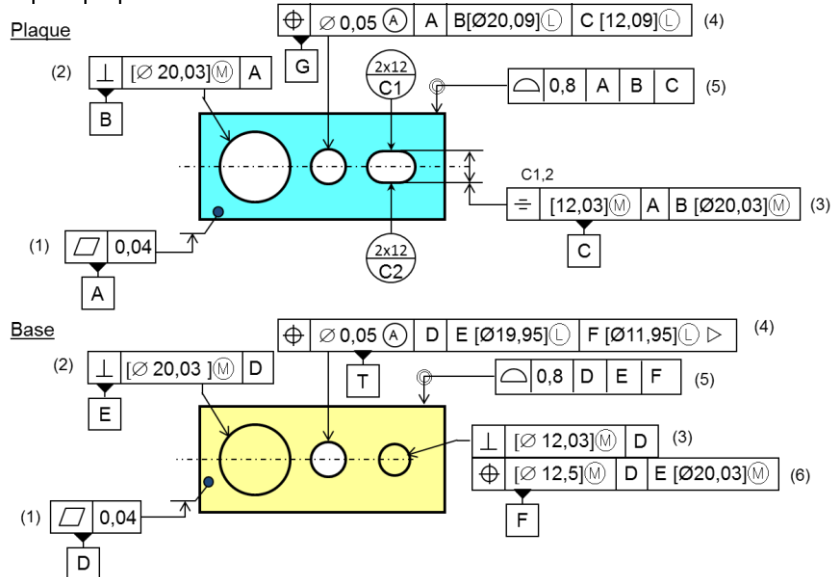 Plaque
⌖ ∅ 0,05 Ⓐ A B[Ø20,09]Ⓛ C [12,09]Ⓛ (4)
G
(2) ⊥ [∅ 20,03]Ⓜ A
B
2x12
C1
⌓ 0,8 A B C (5)
C1,2
⌯ [12,03]Ⓜ A B [Ø20,03]Ⓜ (3)
C
2x12
C2
(1) ▱ 0,04
A
Base
⌖ ∅ 0,05 Ⓐ D E [Ø19,95]Ⓛ F [Ø11,95]Ⓛ ▷ (4)
T
(2) ⊥ [∅ 20,03 ]Ⓜ D
E
⌓ 0,8 D E F (5)
⊥ [∅ 12,03]Ⓜ D (3)
⌖ [∅ 12,5]Ⓜ D E [Ø20,03]Ⓜ (6)
F
(1) ▱ 0,04
D